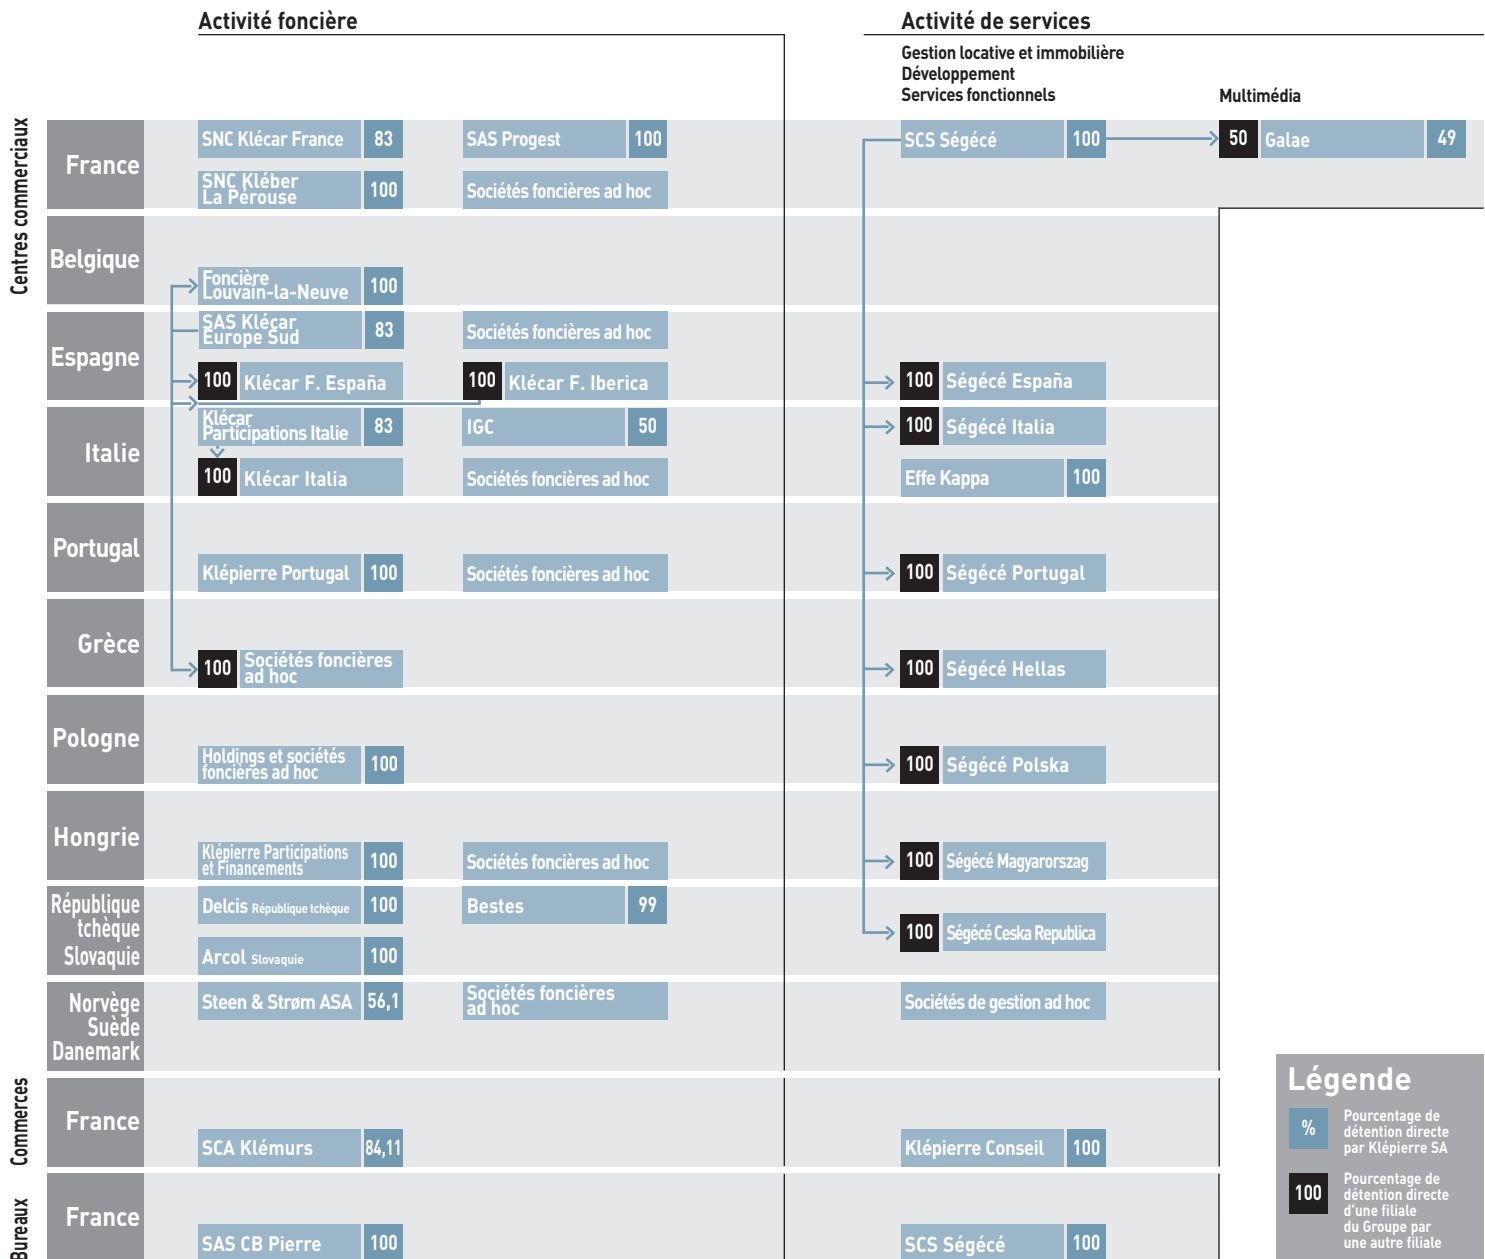 Activité foncière
Activité de services
Gestion locative et immobilière
Développement
Services fonctionnels
Multimédia
Centres commerciaux
France
SNC Klécar France 83
SAS Progest 100
SCS Ségécé 100
50 Galae 49
SNC Kléber
La Pérouse 100
Sociétés foncières ad hoc
Belgique
Foncière
Louvain-la-Neuve 100
Espagne
SAS Klécar
Europe Sud 83
Sociétés foncières ad hoc
100 Klécar F. España
100 Klécar F. Iberica
100 Ségécé España
Italie
Klécar
Participations Italie 83
IGC 50
100 Ségécé Italia
100 Klécar Italia
Sociétés foncières ad hoc
Effe Kappa 100
Portugal
Klépierre Portugal 100
Sociétés foncières ad hoc
100 Ségécé Portugal
Grèce
100 Sociétés foncières
ad hoc
100 Ségécé Hellas
Pologne
Holdings et sociétés
foncières ad hoc 100
100 Ségécé Polska
Hongrie
Klépierre Participations
et Financements 100
Sociétés foncières ad hoc
100 Ségécé Magyarorszag
République
tchèque
Slovaquie
Delcis République tchèque 100
Bestes 99
100 Ségécé Ceska Republica
Arcol Slovaquie 100
Norvège
Suède
Danemark
Steen & Strøm ASA 56,1
Sociétés foncières
ad hoc
Sociétés de gestion ad hoc
Commerces
France
SCA Klémurs 84,11
Klépierre Conseil 100
Bureaux
France
SAS CB Pierre 100
SCS Ségécé 100
Légende
% Pourcentage de
détention directe
par Klépierre SA
100 Pourcentage de
détention directe
d'une filiale
du Groupe par
une autre filiale